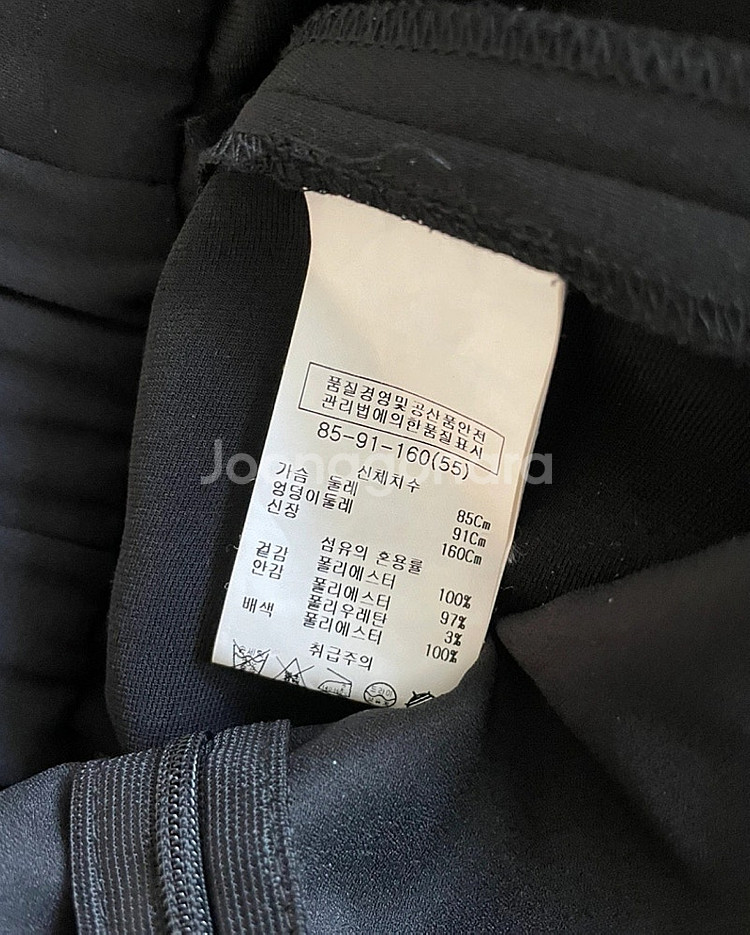 품질경영및공산품안전
관리법에의한품질표시
85-91-160(55)
신체치수
가슴 둘레 85Cm
엉덩이둘레 91Cm
신장 160Cm
섬유의 혼용률
겉감 폴리에스터 100%
안감 폴리에스터 97%
폴리우레탄 3%
배색 폴리에스터 100%
취급주의
드라이
Joonggonara